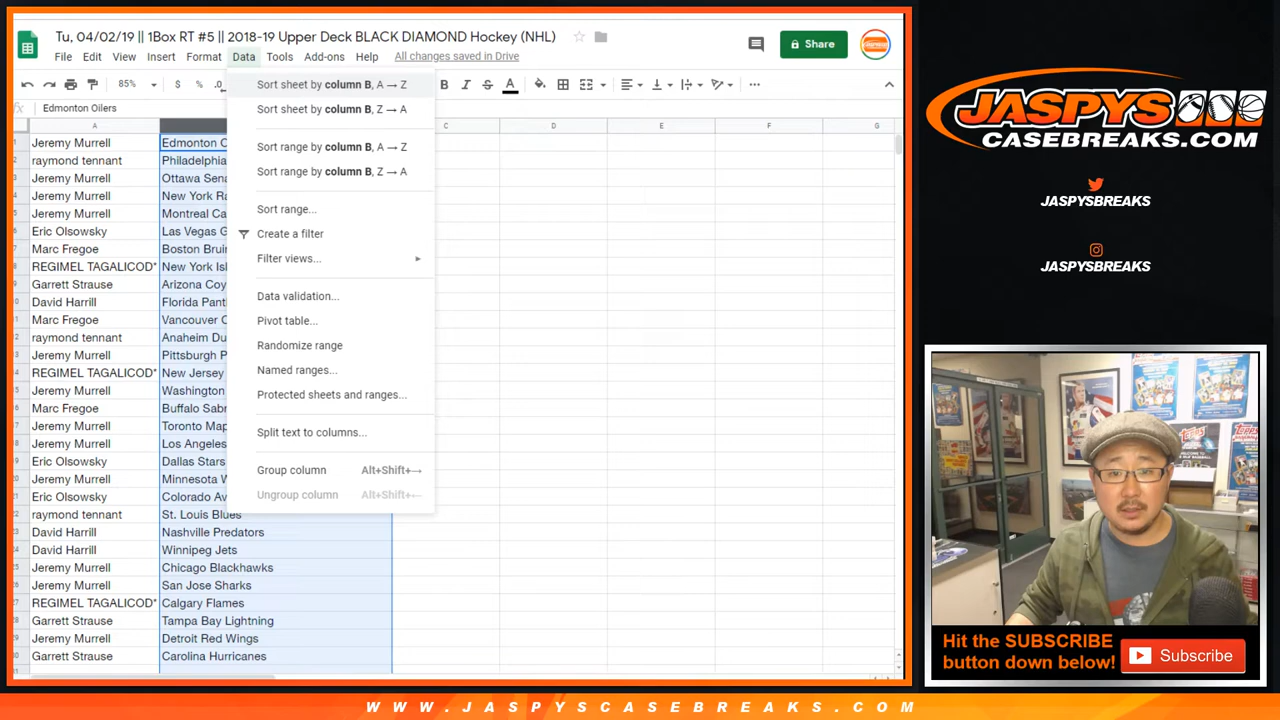 Tu, 04/02/19 || 1Box RT #5 || 2018-19 Upper Deck BLACK DIAMOND Hockey (NHL)
File Edit View Insert Format Data Tools Add-ons Help All changes saved in Drive
Share
85% $ % .0
Edmonton Oilers
A C D E F G
Jeremy Murrell Edmonton O
raymond tennant Philadelphia
Jeremy Murrell Ottawa Sena
Jeremy Murrell New York Ra
Jeremy Murrell Montreal Ca
Eric Olsowsky Las Vegas G
Marc Fregoe Boston Bruin
REGIMEL TAGALICOD* New York Isl
Garrett Strause Arizona Coy
David Harrill Florida Pant
Marc Fregoe Vancouver C
raymond tennant Anaheim Du
Jeremy Murrell Pittsburgh P
REGIMEL TAGALICOD* New Jersey
Jeremy Murrell Washington
Marc Fregoe Buffalo Sabr
Jeremy Murrell Toronto Map
Jeremy Murrell Los Angeles
Eric Olsowsky Dallas Stars
Jeremy Murrell Minnesota W
Eric Olsowsky Colorado Av
raymond tennant St. Louis Blues
David Harrill Nashville Predators
David Harrill Winnipeg Jets
Jeremy Murrell Chicago Blackhawks
Jeremy Murrell San Jose Sharks
REGIMEL TAGALICOD* Calgary Flames
Garrett Strause Tampa Bay Lightning
Jeremy Murrell Detroit Red Wings
Garrett Strause Carolina Hurricanes
Sort sheet by column B, A → Z
Sort sheet by column B, Z → A
Sort range by column B, A → Z
Sort range by column B, Z → A
Sort range...
Create a filter
Filter views...
Data validation...
Pivot table...
Randomize range
Named ranges...
Protected sheets and ranges...
Split text to columns...
Group column Alt+Shift+→
Ungroup column Alt+Shift+←
JASPYS
CASEBREAKS.COM
JASPYSBREAKS
JASPYSBREAKS
TOPPS
Hit the SUBSCRIBE
button down below!
Subscribe
WWW.JASPYSCASEBREAKS.COM